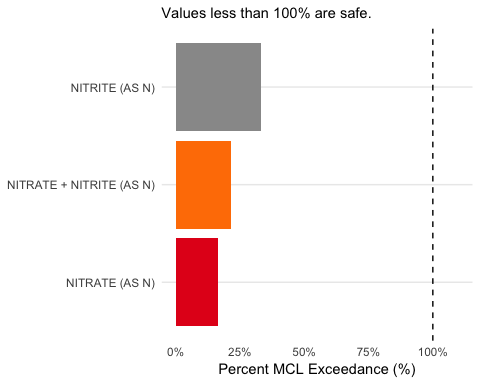 Values less than 100% are safe.
NITRITE (AS N)
NITRATE + NITRITE (AS N)
NITRATE (AS N)
0% 25% 50% 75% 100%
Percent MCL Exceedance (%)